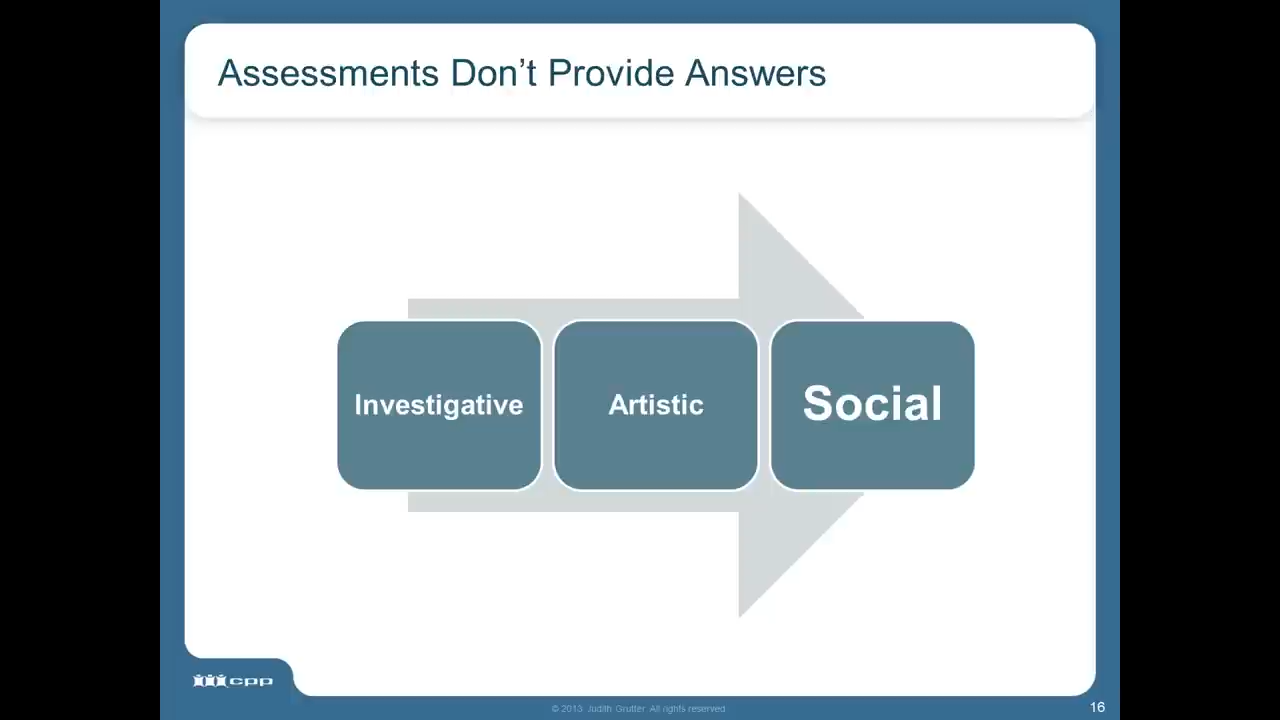 Assessments Don't Provide Answers
Investigative
Artistic
Social
cpp
© 2013 Judith Grutter All rights reserved
16